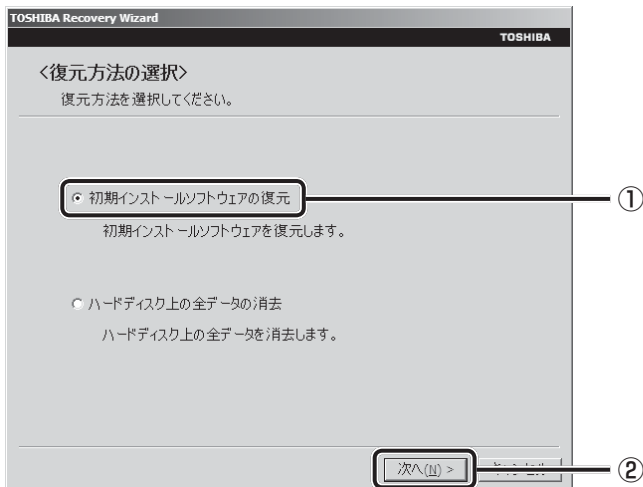 TOSHIBA Recovery Wizard
TOSHIBA
<復元方法の選択>
復元方法を選択してください。
初期インストールソフトウェアの復元
①
初期インストールソフトウェアを復元します。
ハードディスク上の全データの消去
ハードディスク上の全データを消去します。
次へ(N) >
②